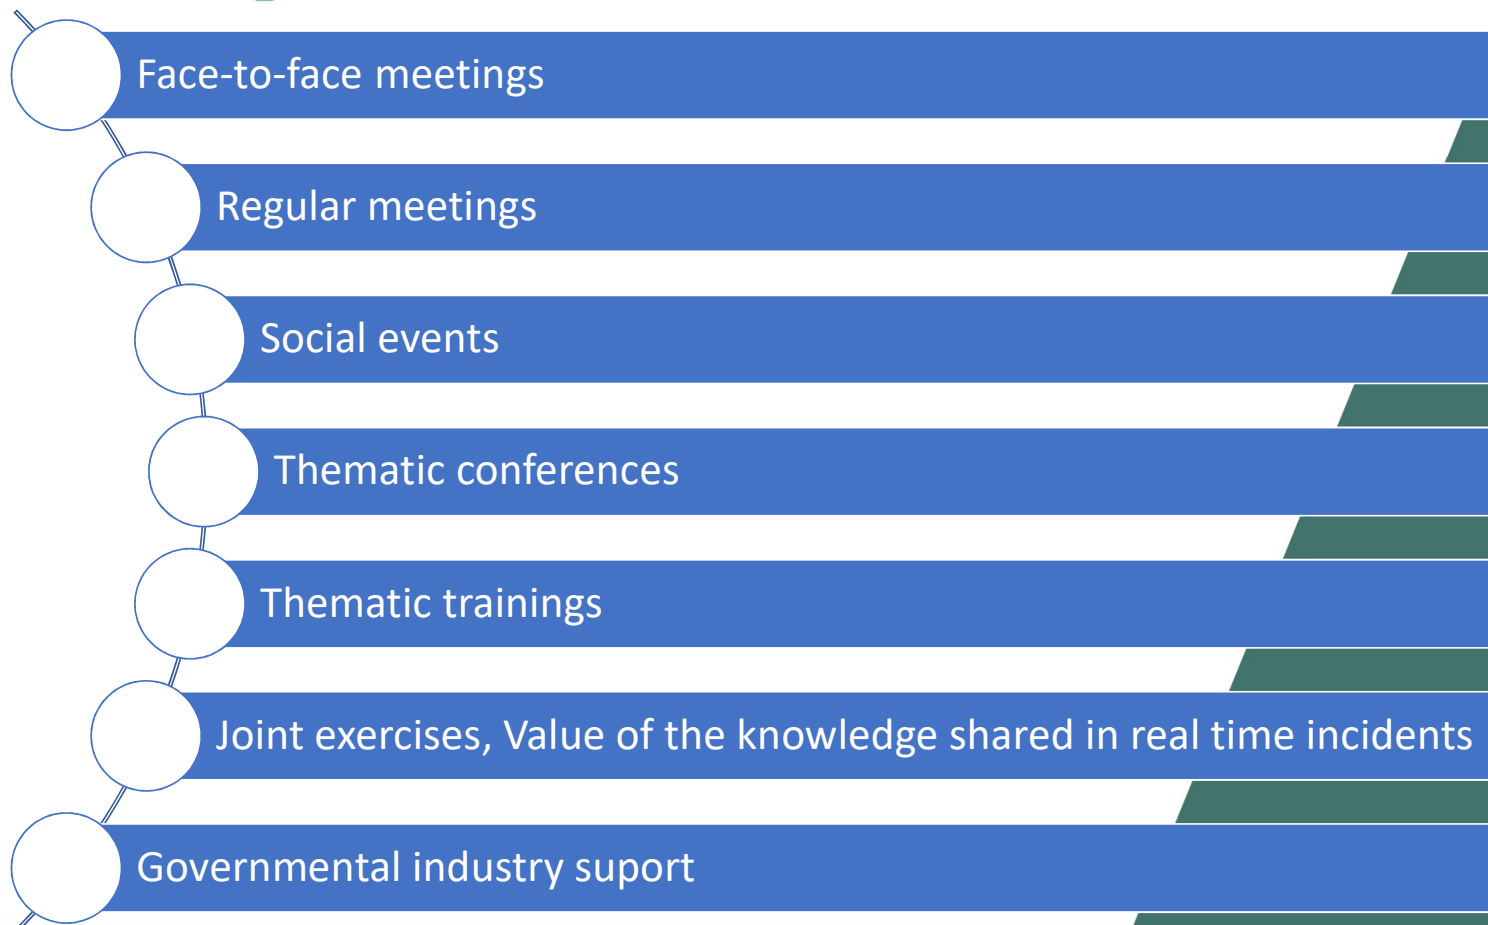 Face-to-face meetings
Regular meetings
Social events
Thematic conferences
Thematic trainings
Joint exercises, Value of the knowledge shared in real time incidents
Governmental industry suport